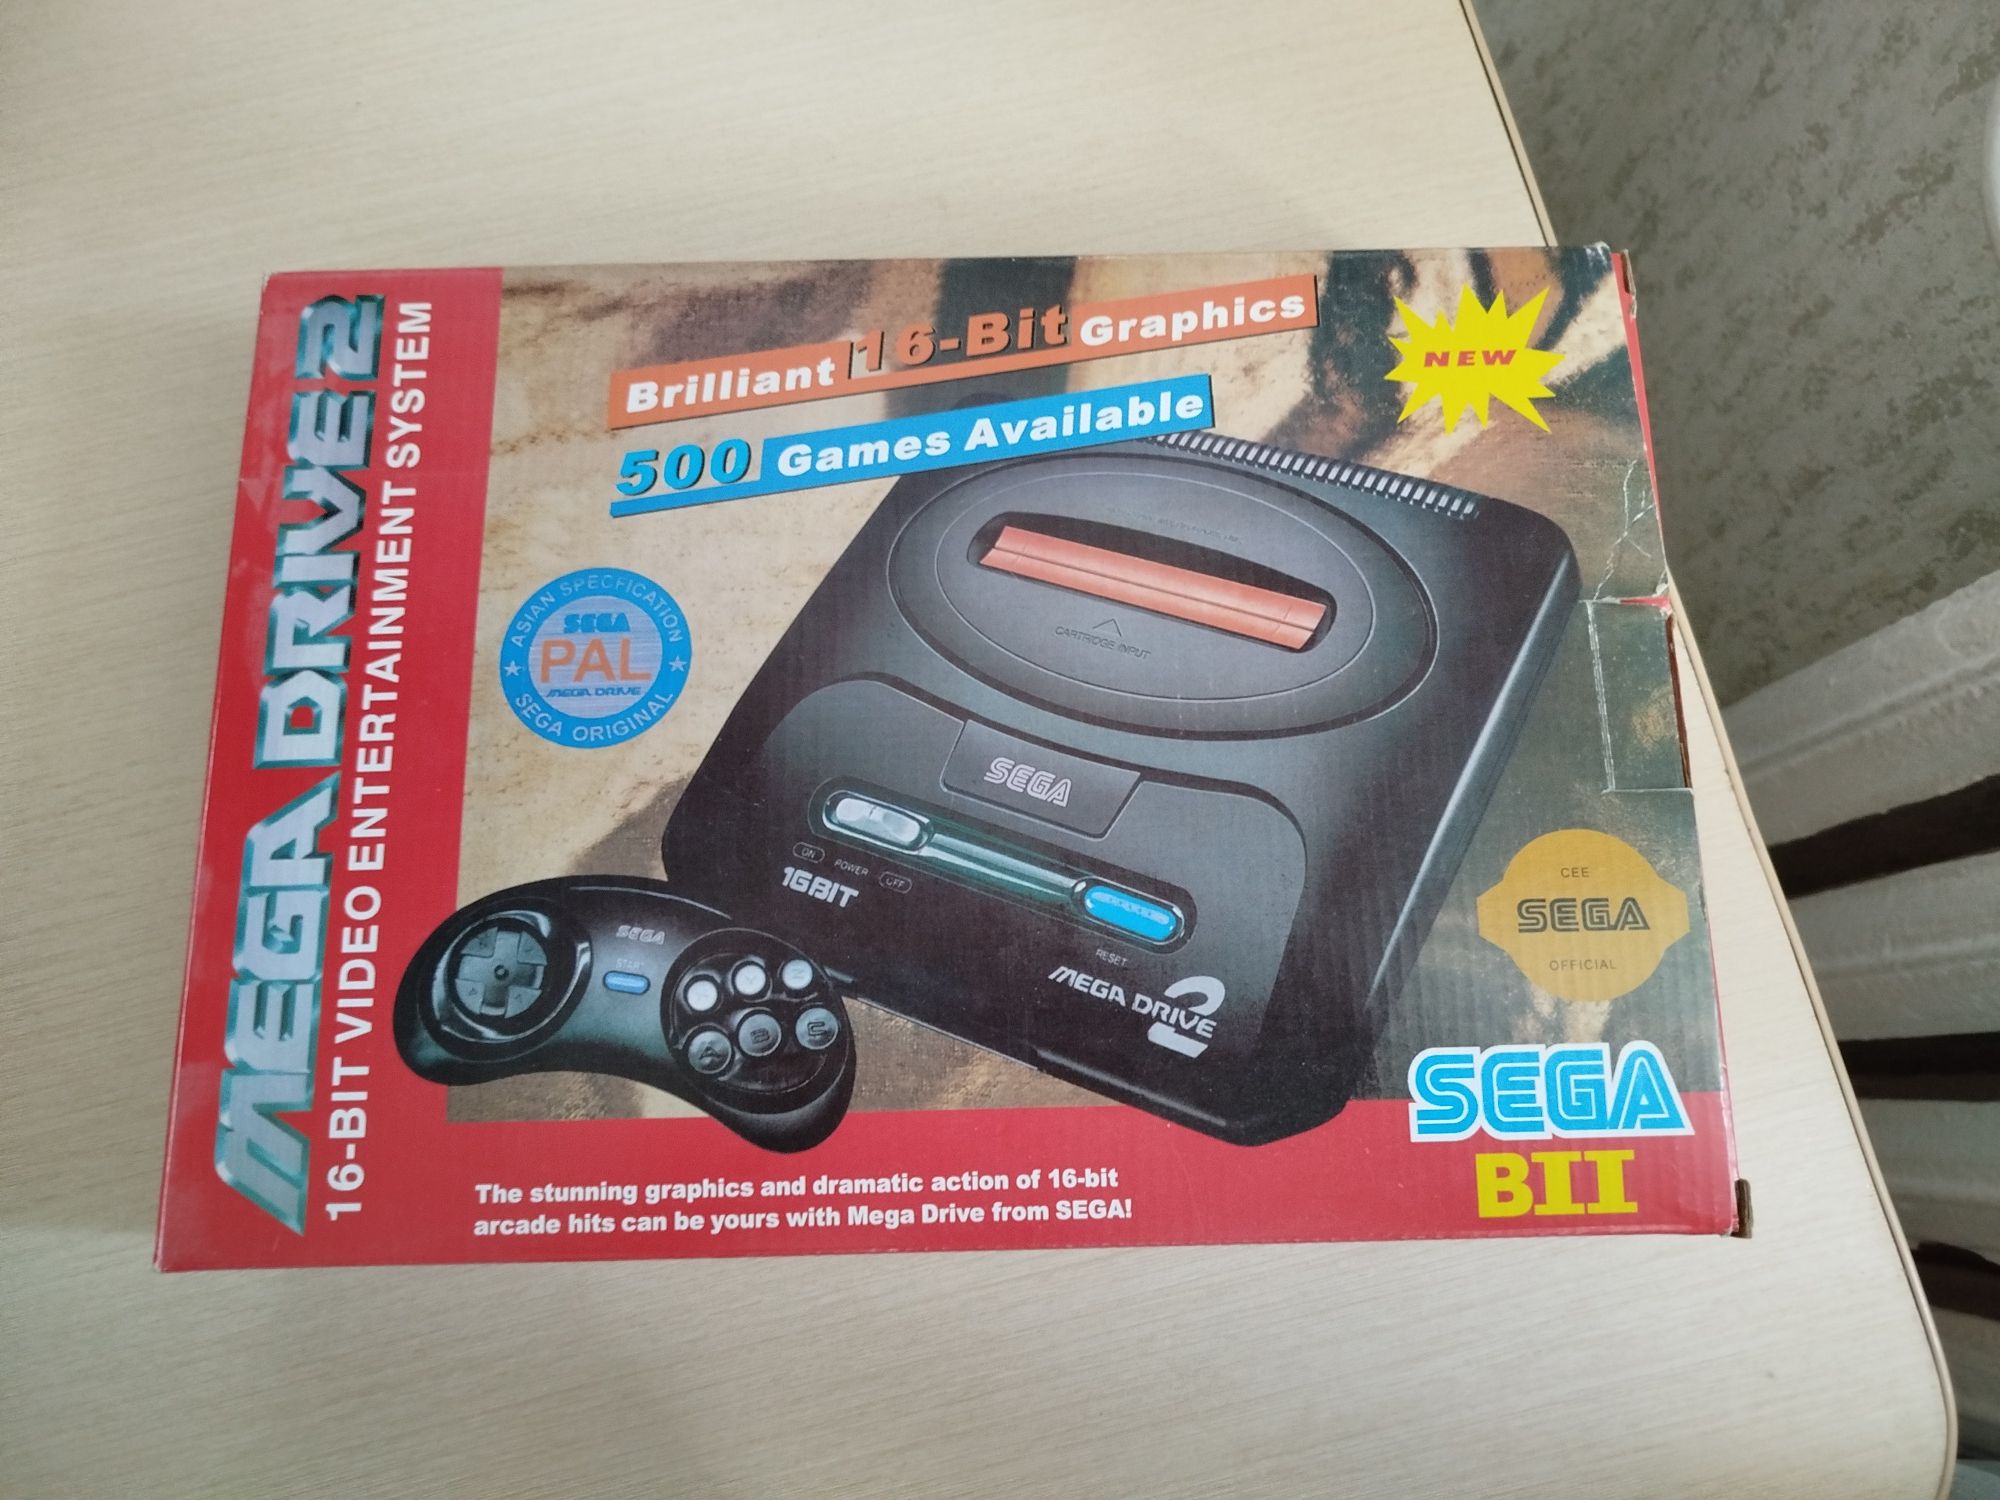 MEGA DRIVE 2
16-BIT VIDEO ENTERTAINMENT SYSTEM
Brilliant 16-Bit Graphics
500 Games Available
NEW
ASIAN SPECFICATION
SEGA
PAL
MEGA DRIVE
SEGA ORIGINAL
CARTRIDGE INPUT
SEGA
ON POWER OFF
16BIT
RESET
MEGA DRIVE 2
SEGA
START
X Y Z
A B C
CEE
SEGA
OFFICIAL
SEGA
BII
The stunning graphics and dramatic action of 16-bit
arcade hits can be yours with Mega Drive from SEGA!